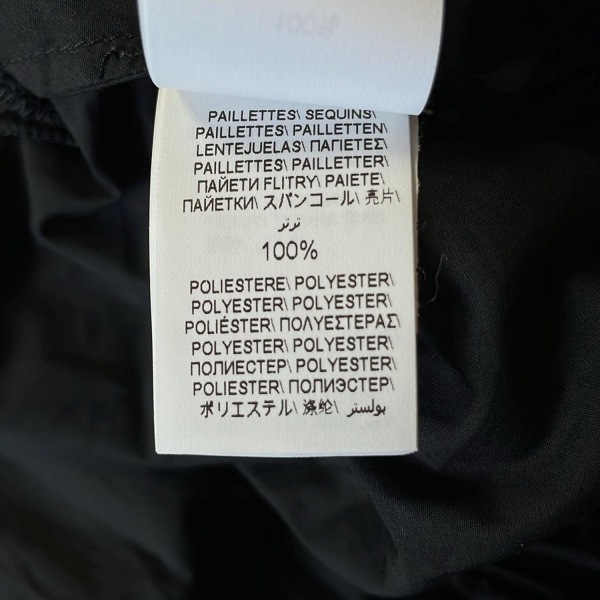 PAILLETTES\ SEQUINS\
PAILLETTES\ PAILLETTEN\
LENTEJUELAS\ ΠΑΓΙΕΤΕΣ\
PAILLETTES\ PAILLETTER\
ПАЙЕТИ FLITRY\ PAIETE\
ПАЙЕТКИ\ スパンコール\ 亮片\
ترتر
100%
POLIESTERE\ POLYESTER\
POLYESTER\ POLYESTER\
POLIÉSTER\ ΠΟΛΥΕΣΤΕΡΑΣ\
POLYESTER\ POLYESTER\
ПОЛИЕСТЕР\ POLYESTER\
POLIESTER\ ПОЛИЭСТЕР\
ポリエステル\ 涤纶\ بولستر